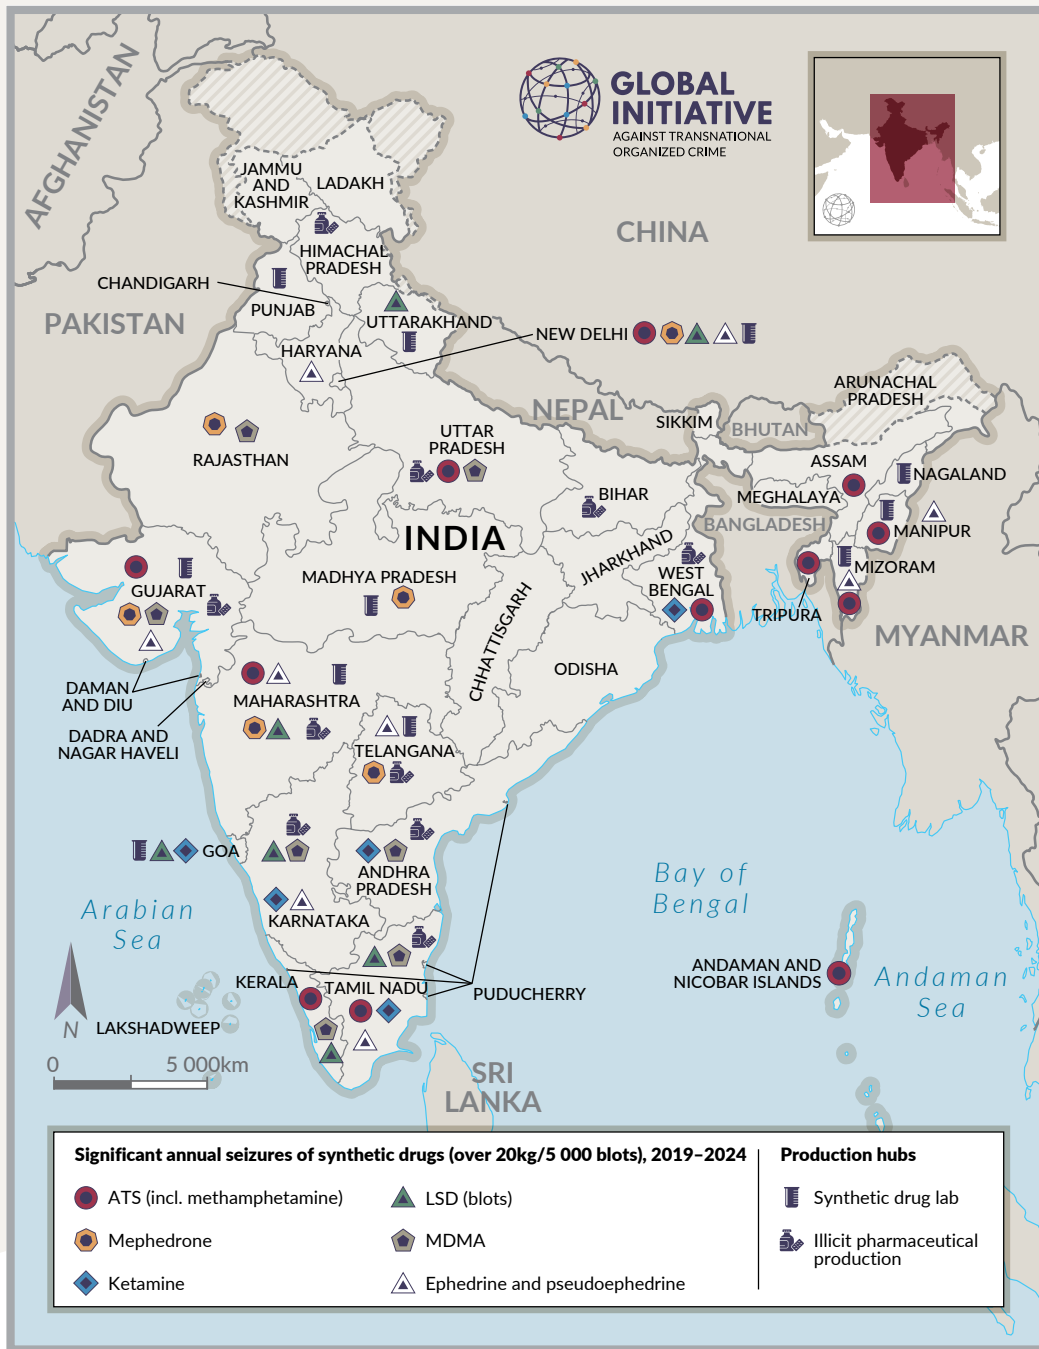 GLOBAL
INITIATIVE
AGAINST TRANSNATIONAL
ORGANIZED CRIME
AFGHANISTAN
JAMMU
AND
KASHMIR
LADAKH
CHINA
HIMACHAL
PRADESH
CHANDIGARH
PUNJAB
PAKISTAN
UTTARAKHAND
NEW DELHI
HARYANA
ARUNACHAL
PRADESH
NEPAL
SIKKIM
BHUTAN
UTTAR
PRADESH
RAJASTHAN
ASSAM
NAGALAND
BIHAR
MEGHALAYA
BANGLADESH
INDIA
MANIPUR
JHARKHAND
MADHYA PRADESH
MIZORAM
WEST
BENGAL
GUJARAT
TRIPURA
MYANMAR
CHHATTISGARH
ODISHA
DAMAN
AND DIU
MAHARASHTRA
DADRA AND
NAGAR HAVELI
TELANGANA
GOA
ANDHRA
PRADESH
Bay of
Bengal
Arabian
Sea
KARNATAKA
ANDAMAN AND
NICOBAR ISLANDS
Andaman
Sea
KERALA
TAMIL NADU
PUDUCHERRY
N
LAKSHADWEEP
0 5 000km
SRI
LANKA
Significant annual seizures of synthetic drugs (over 20kg/5 000 blots), 2019–2024
ATS (incl. methamphetamine)
Mephedrone
Ketamine
LSD (blots)
MDMA
Ephedrine and pseudoephedrine
Production hubs
Synthetic drug lab
Illicit pharmaceutical
production